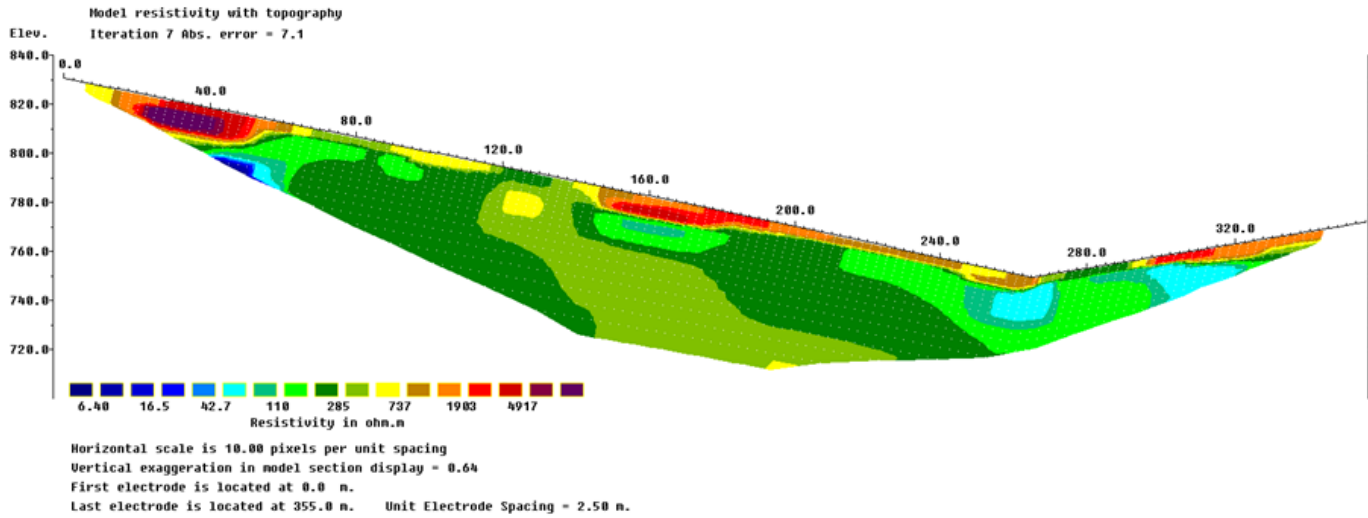 Model resistivity with topography
Elev. Iteration 7 Abs. error = 7.1
840.0
0.0
820.0
40.0
80.0
800.0
120.0
780.0
160.0
200.0
760.0
240.0
280.0
320.0
740.0
720.0
6.40 16.5 42.7 110 285 737 1903 4917
Resistivity in ohm.m
Horizontal scale is 10.00 pixels per unit spacing
Vertical exaggeration in model section display = 0.64
First electrode is located at 0.0 m.
Last electrode is located at 355.0 m. Unit Electrode Spacing = 2.50 m.